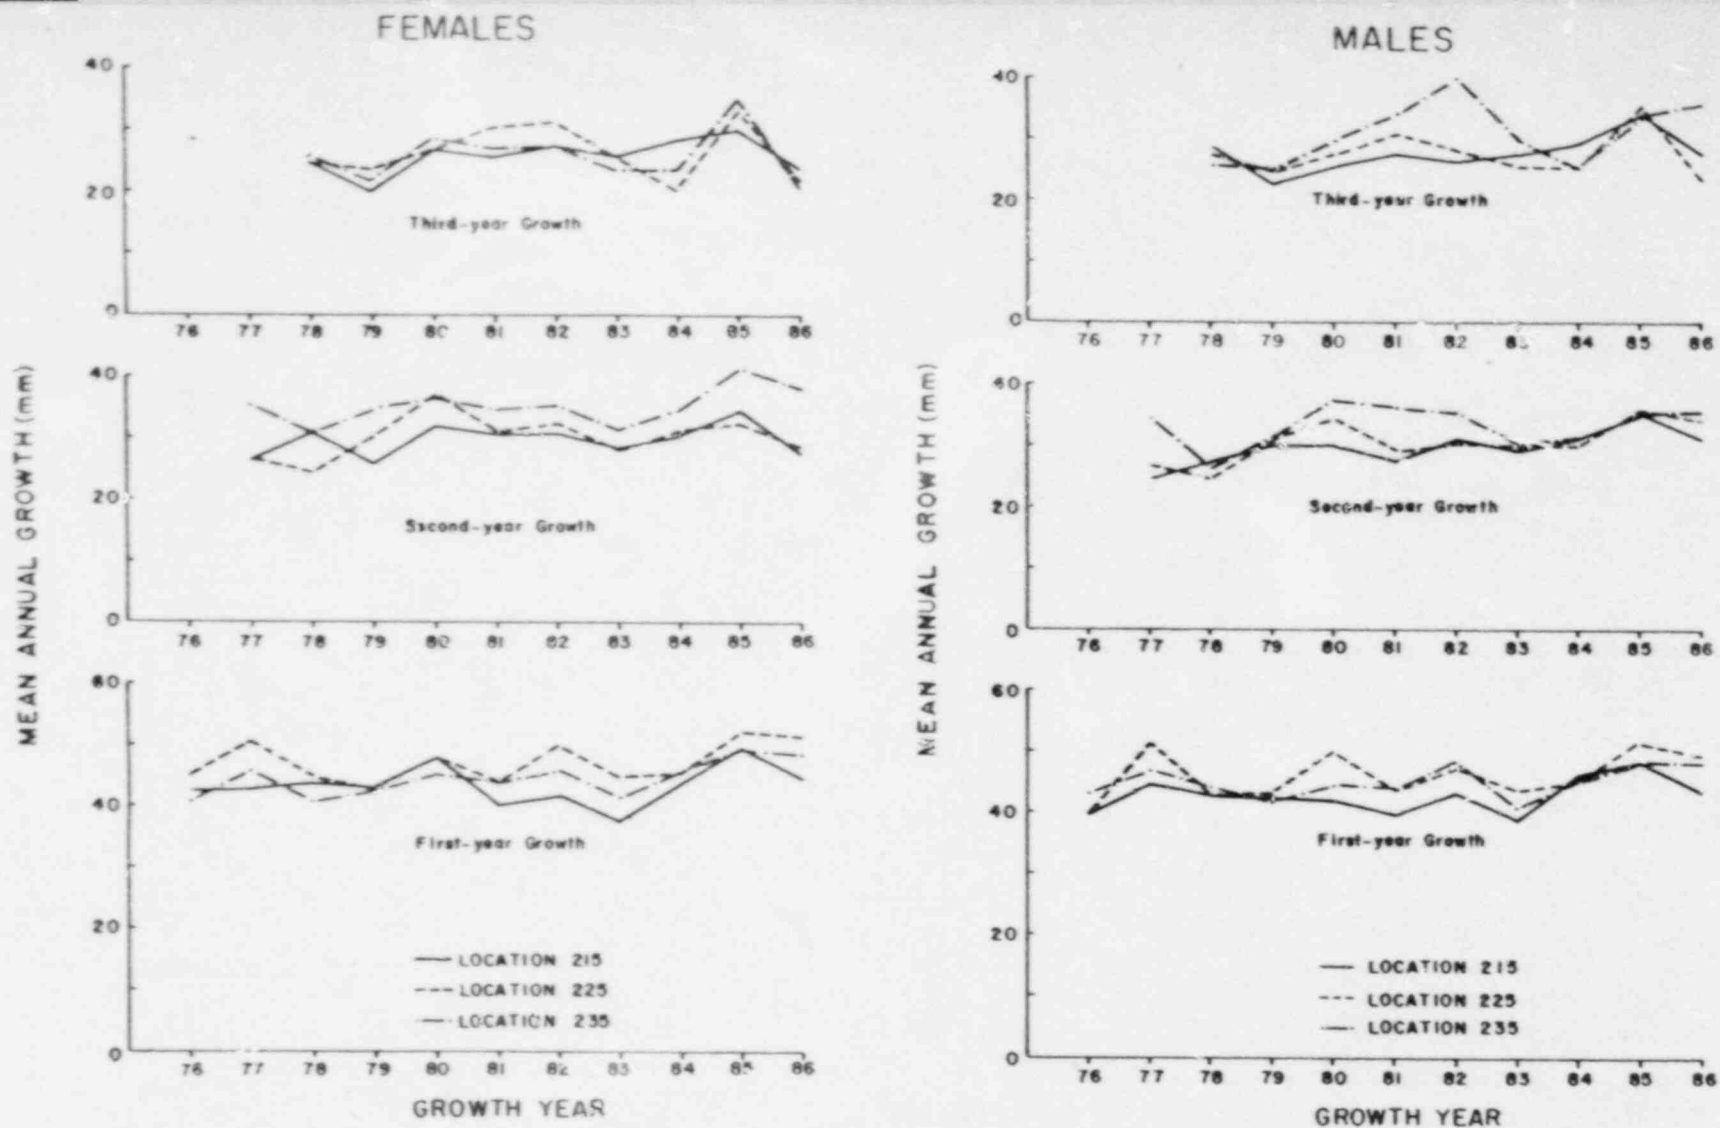 FEMALES
40
20
0
Third-year Growth
76 77 78 79 80 81 82 83 84 85 86
40
20
0
Second-year Growth
76 77 78 79 80 81 82 83 84 85 86
60
40
20
0
First-year Growth
LOCATION 215
LOCATION 225
LOCATION 235
76 77 78 79 80 81 82 83 84 85 86
MEAN ANNUAL GROWTH (mm)
GROWTH YEAR
MALES
40
20
0
Third-year Growth
76 77 78 79 80 81 82 84 85 86
40
20
0
Second-year Growth
76 77 78 79 80 81 82 83 84 85 86
60
40
20
0
First-year Growth
LOCATION 215
LOCATION 225
LOCATION 235
76 77 78 79 80 81 82 83 84 85 86
MEAN ANNUAL GROWTH (mm)
GROWTH YEAR